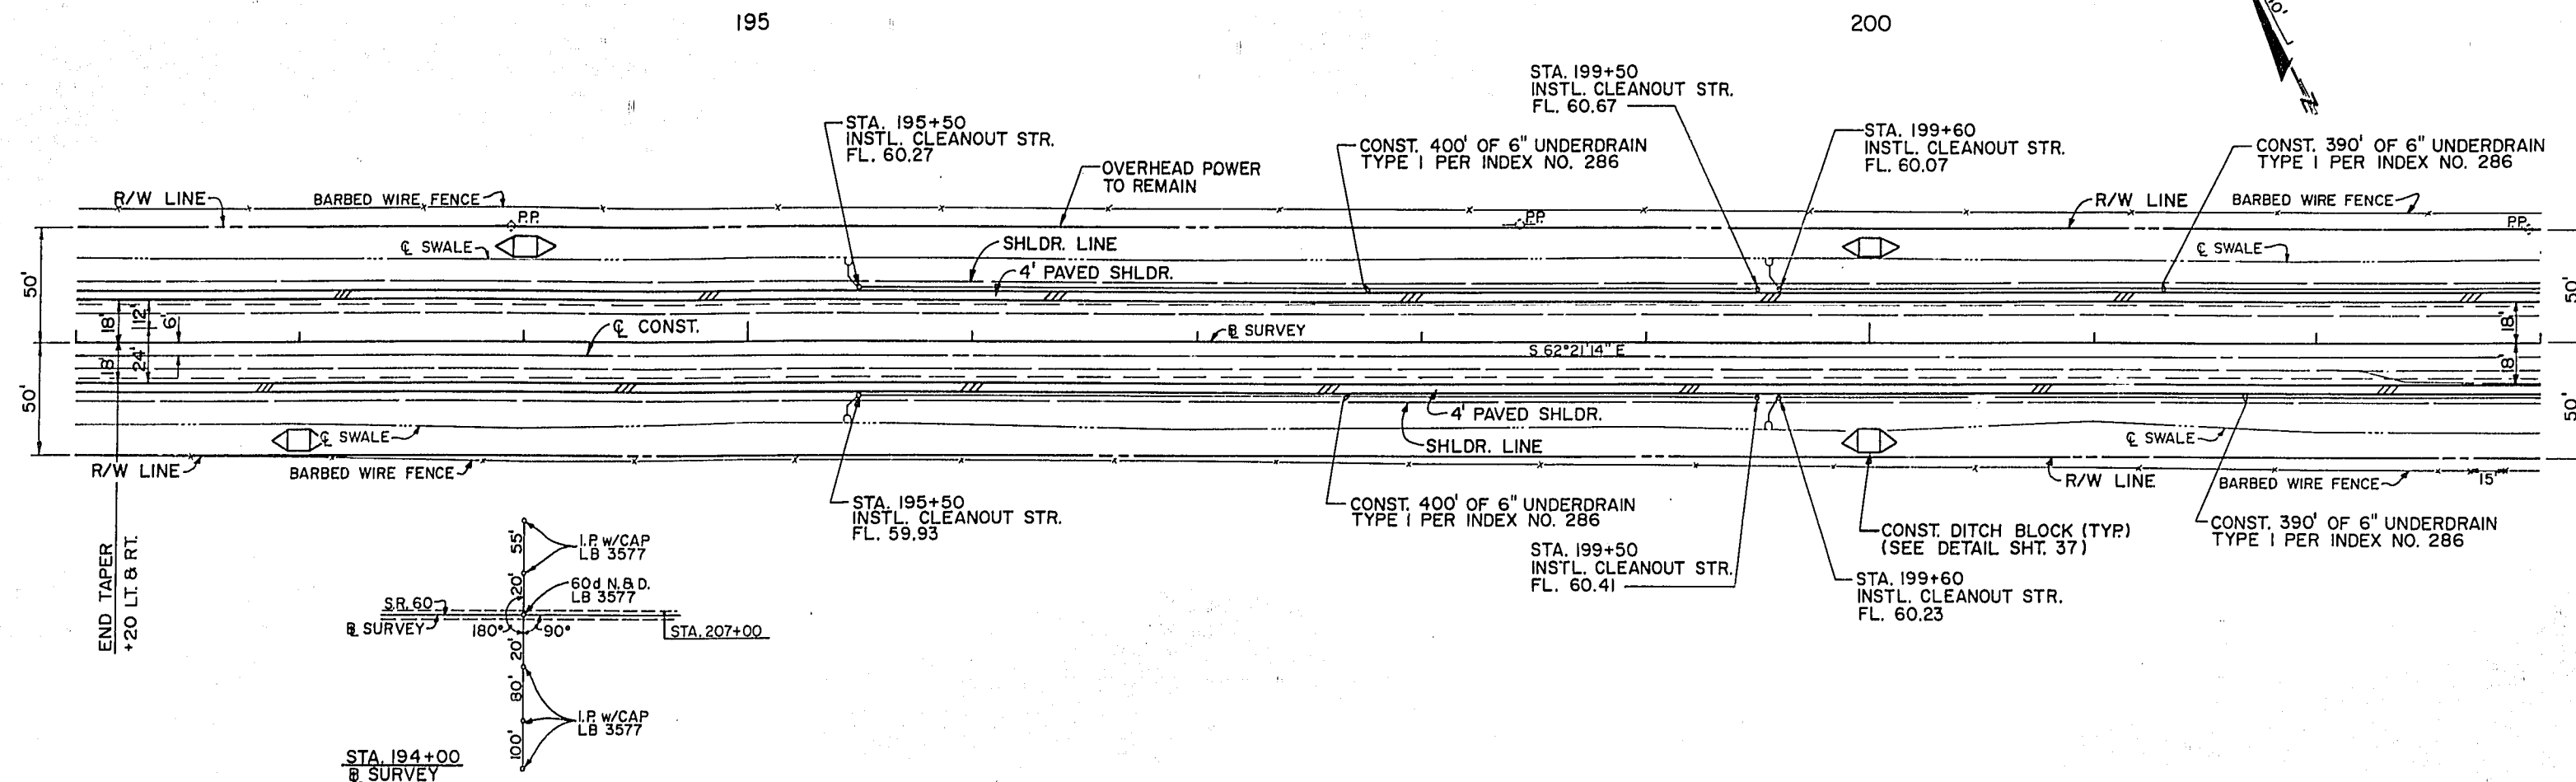 195
200
10'
N
STA. 199+50
INSTL. CLEANOUT STR.
FL. 60.67
STA. 195+50
INSTL. CLEANOUT STR.
FL. 60.27
CONST. 400' OF 6" UNDERDRAIN
TYPE I PER INDEX NO. 286
STA. 199+60
INSTL. CLEANOUT STR.
FL. 60.07
CONST. 390' OF 6" UNDERDRAIN
TYPE I PER INDEX NO. 286
OVERHEAD POWER
TO REMAIN
R/W LINE
BARBED WIRE FENCE
P.P.
P.P.
R/W LINE
BARBED WIRE FENCE
P.P.
℄ SWALE
SHLDR. LINE
℄ SWALE
4' PAVED SHLDR.
50'
18'
12'
6'
℄ CONST.
B̲ SURVEY
18'
50'
S 62°21'14" E
50'
18'
24'
18'
50'
4' PAVED SHLDR.
℄ SWALE
SHLDR. LINE
℄ SWALE
R/W LINE
BARBED WIRE FENCE
R/W LINE
BARBED WIRE FENCE
15'
STA. 195+50
INSTL. CLEANOUT STR.
FL. 59.93
CONST. 400' OF 6" UNDERDRAIN
TYPE I PER INDEX NO. 286
CONST. DITCH BLOCK (TYP.)
(SEE DETAIL SHT. 37)
CONST. 390' OF 6" UNDERDRAIN
TYPE I PER INDEX NO. 286
STA. 199+50
INSTL. CLEANOUT STR.
FL. 60.41
STA. 199+60
INSTL. CLEANOUT STR.
FL. 60.23
END TAPER
+20 LT. & RT.
55'
I.P. w/CAP
LB 3577
20'
60d N.& D.
LB 3577
S.R. 60
B̲ SURVEY
180°
90°
STA. 207+00
20'
80'
I.P. w/CAP
LB 3577
100'
STA. 194+00
B̲ SURVEY